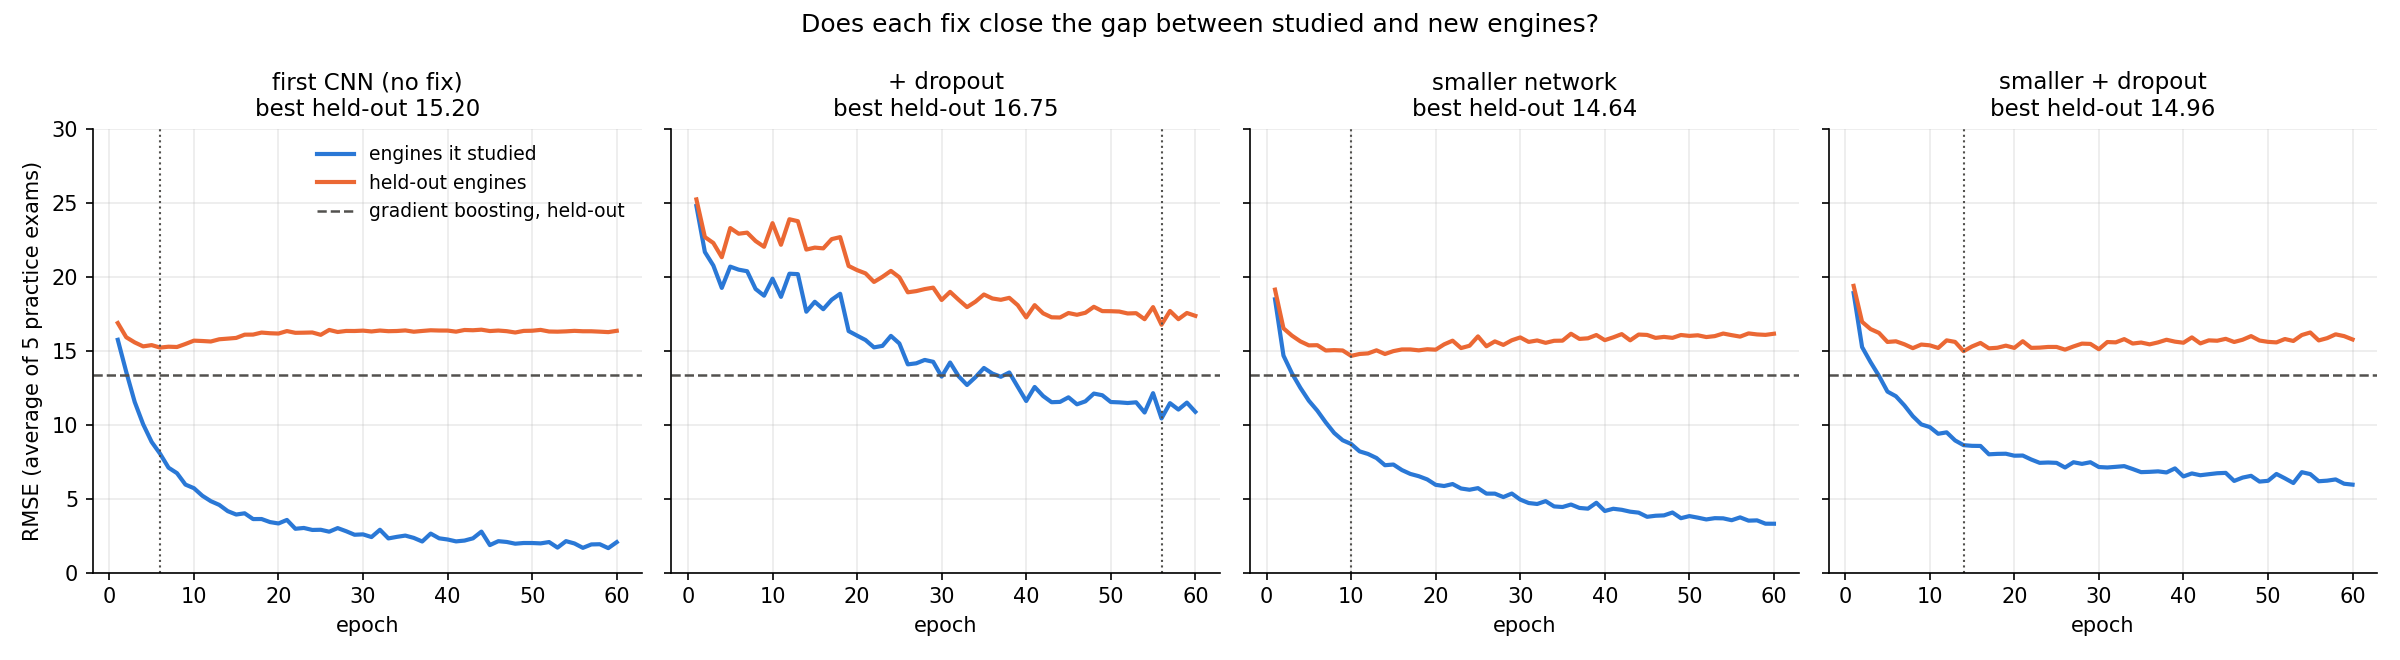 Does each fix close the gap between studied and new engines?
first CNN (no fix)
best held-out 15.20
+ dropout
best held-out 16.75
smaller network
best held-out 14.64
smaller + dropout
best held-out 14.96
RMSE (average of 5 practice exams)
30
25
20
15
10
5
0
engines it studied
held-out engines
gradient boosting, held-out
0 10 20 30 40 50 60
epoch
0 10 20 30 40 50 60
epoch
0 10 20 30 40 50 60
epoch
0 10 20 30 40 50 60
epoch